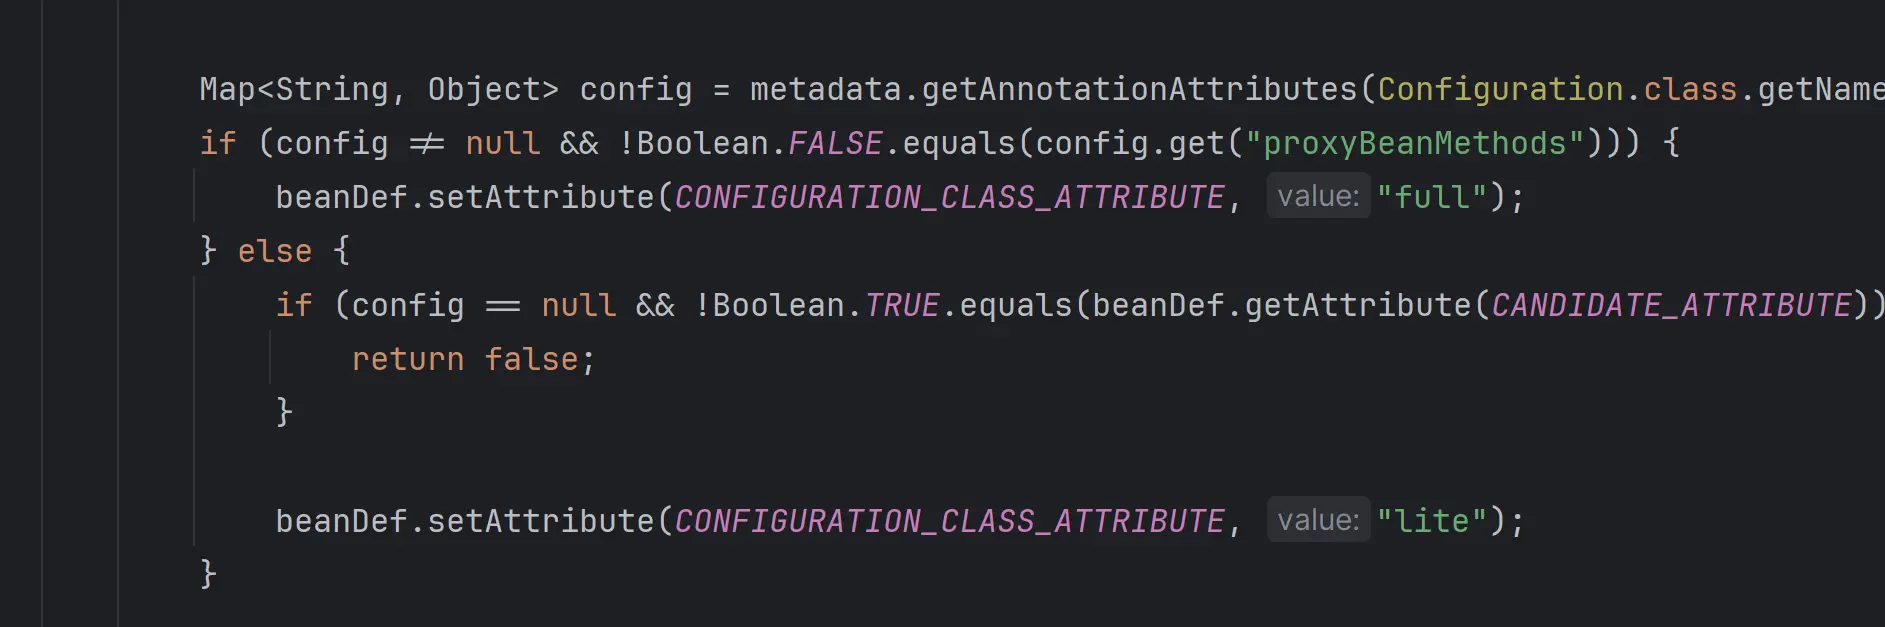 Map<String, Object> config = metadata.getAnnotationAttributes(Configuration.class.getName
if (config != null && !Boolean.FALSE.equals(config.get("proxyBeanMethods"))) {
beanDef.setAttribute(CONFIGURATION_CLASS_ATTRIBUTE, value: "full");
} else {
if (config == null && !Boolean.TRUE.equals(beanDef.getAttribute(CANDIDATE_ATTRIBUTE))
return false;
}
beanDef.setAttribute(CONFIGURATION_CLASS_ATTRIBUTE, value: "lite");
}